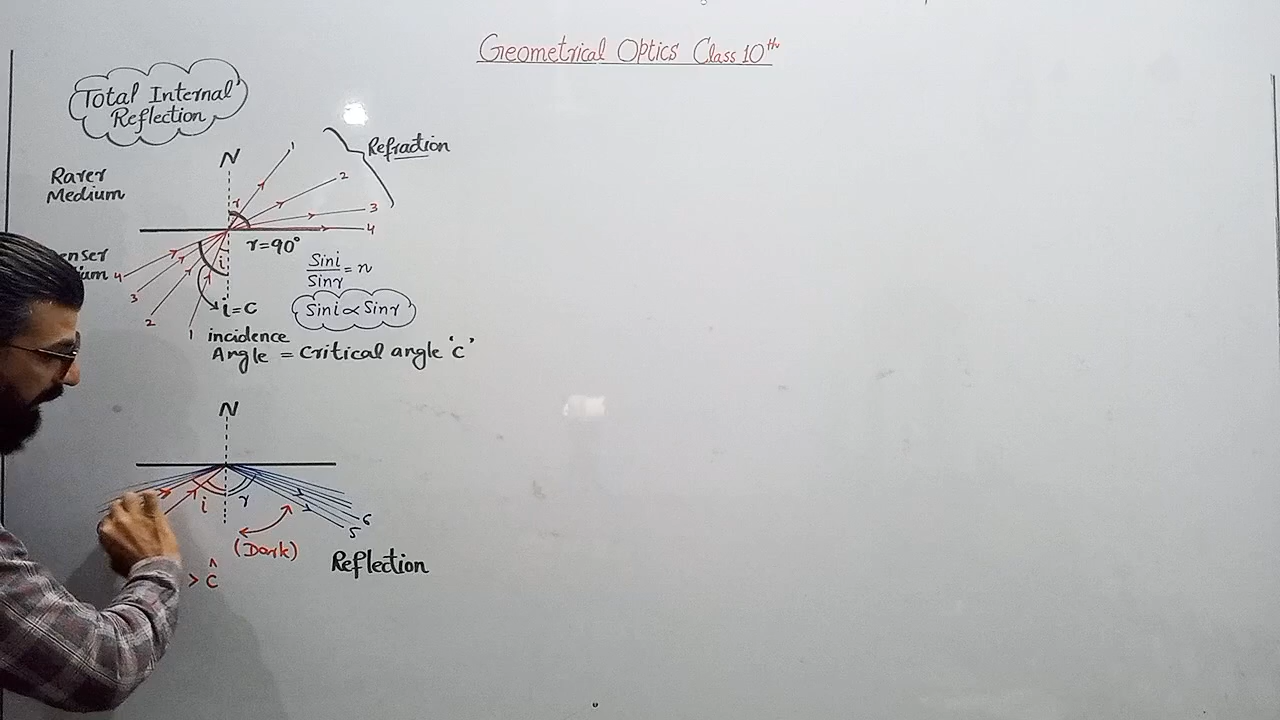 Geometrical Optics Class 10th
Total Internal
Reflection
Rarer
Medium
N
1
2
3
4
Refraction
r
r=90°
i
4
3
2
1
i=c
Sini
Sinr
= n
Sini ∝ Sinr
incidence
Angle = Critical angle 'c'
N
i
r
6
5
(Dark)
Reflection
> ĉ